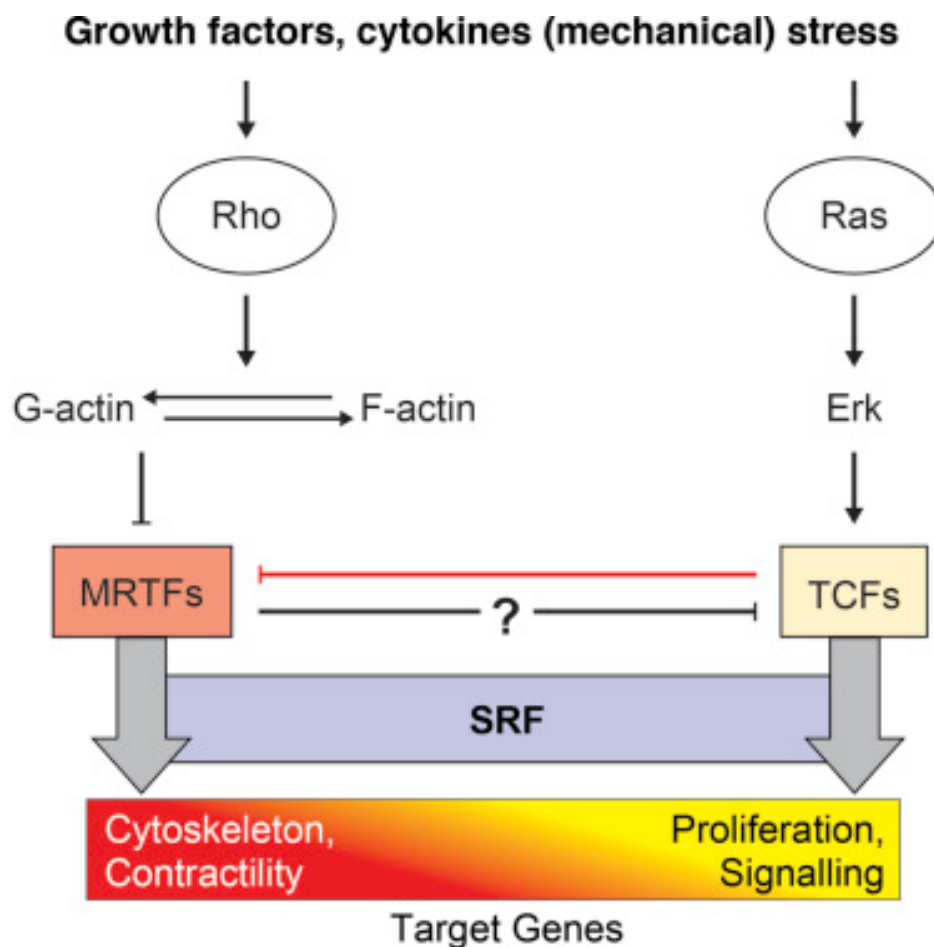 Growth factors, cytokines (mechanical) stress
Rho
Ras
G-actin
F-actin
Erk
MRTFs
?
TCFs
SRF
Cytoskeleton,
Contractility
Proliferation,
Signalling
Target Genes